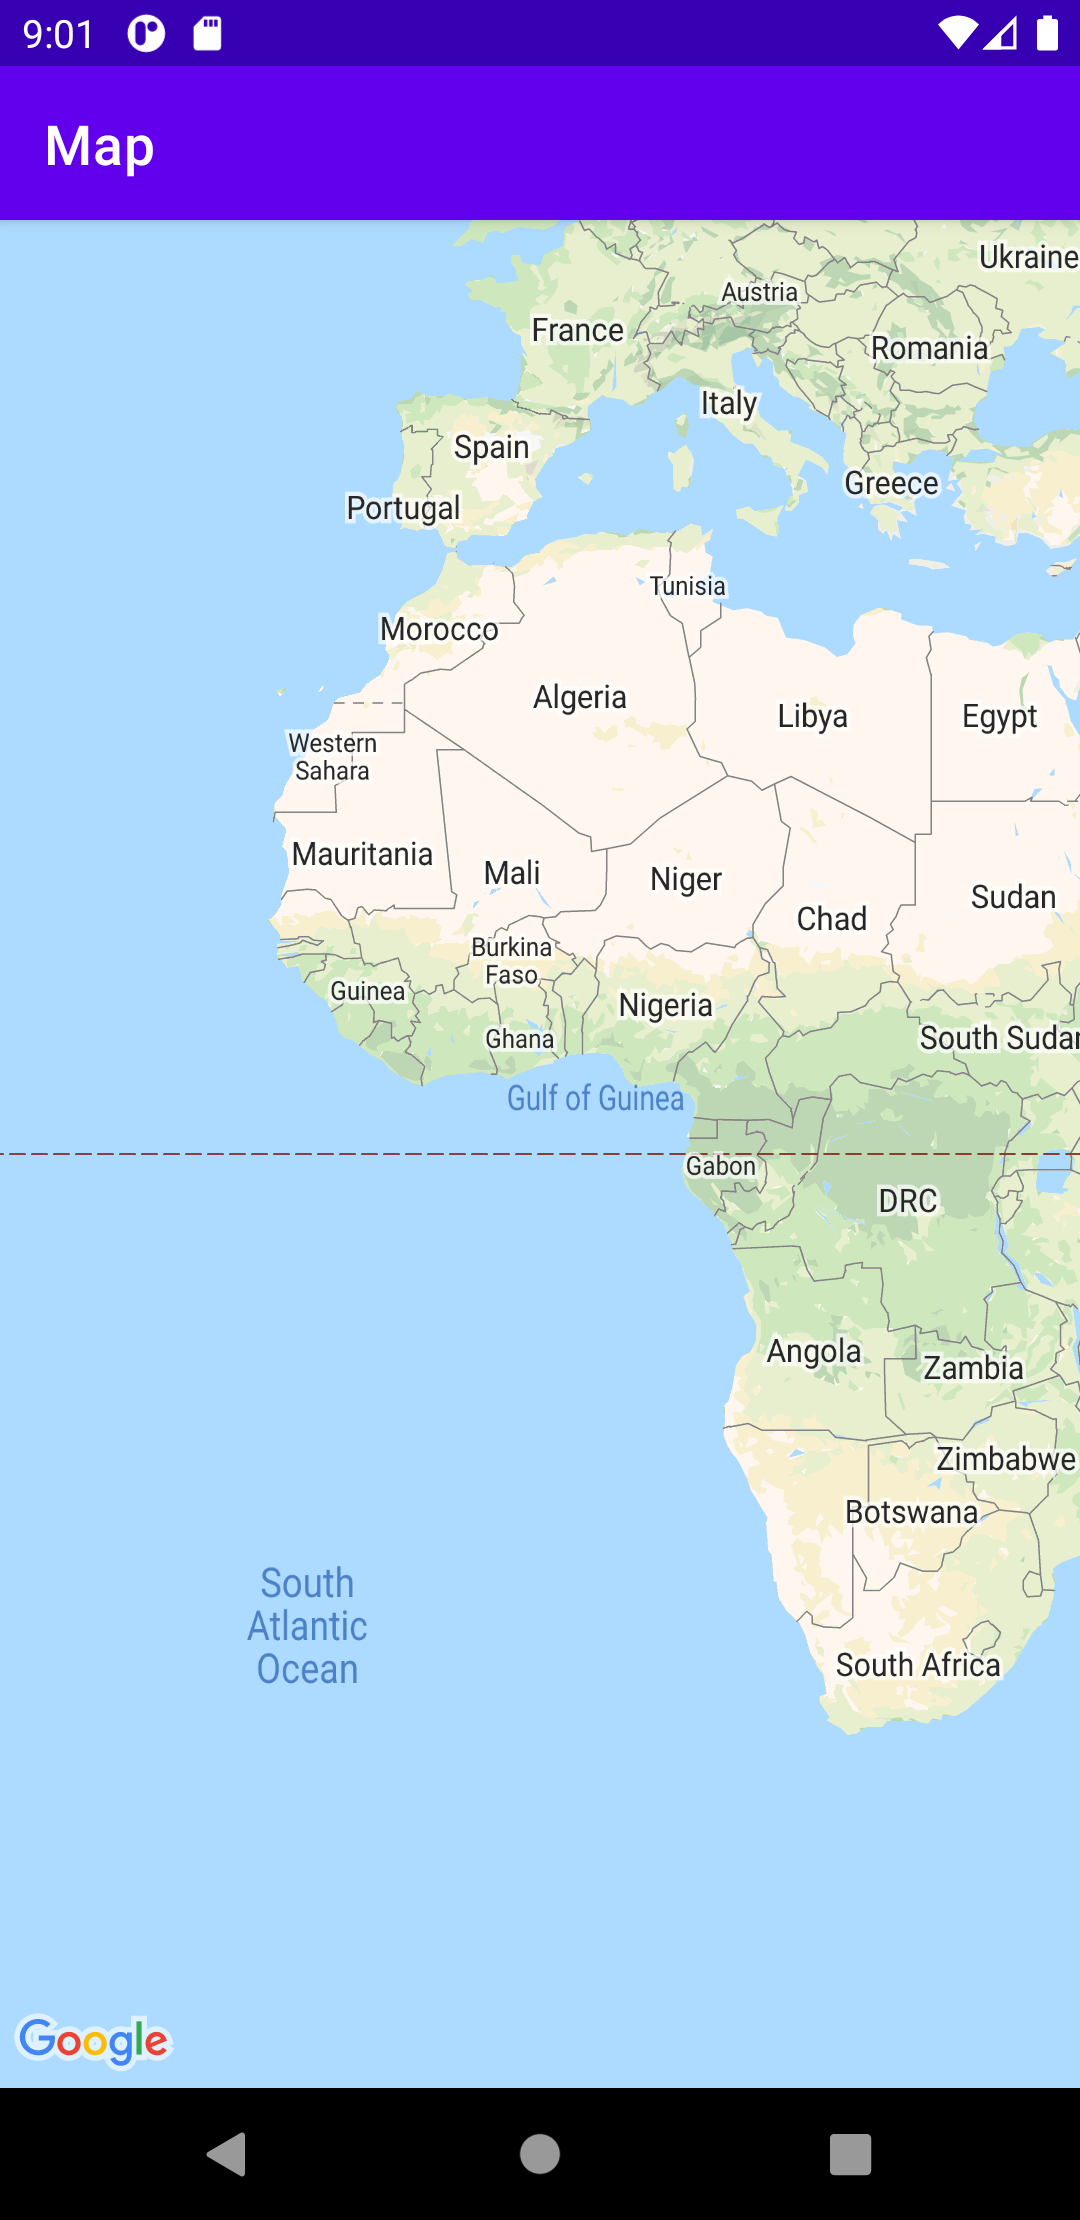 9:01
Map
Ukraine
Austria
France
Romania
Italy
Spain
Greece
Portugal
Tunisia
Morocco
Algeria
Libya
Egypt
Western
Sahara
Mauritania
Mali
Niger
Sudan
Chad
Burkina
Faso
Guinea
Nigeria
Ghana
South Sudan
Gulf of Guinea
Gabon
DRC
Angola
Zambia
Zimbabwe
Botswana
South
Atlantic
Ocean
South Africa
Google